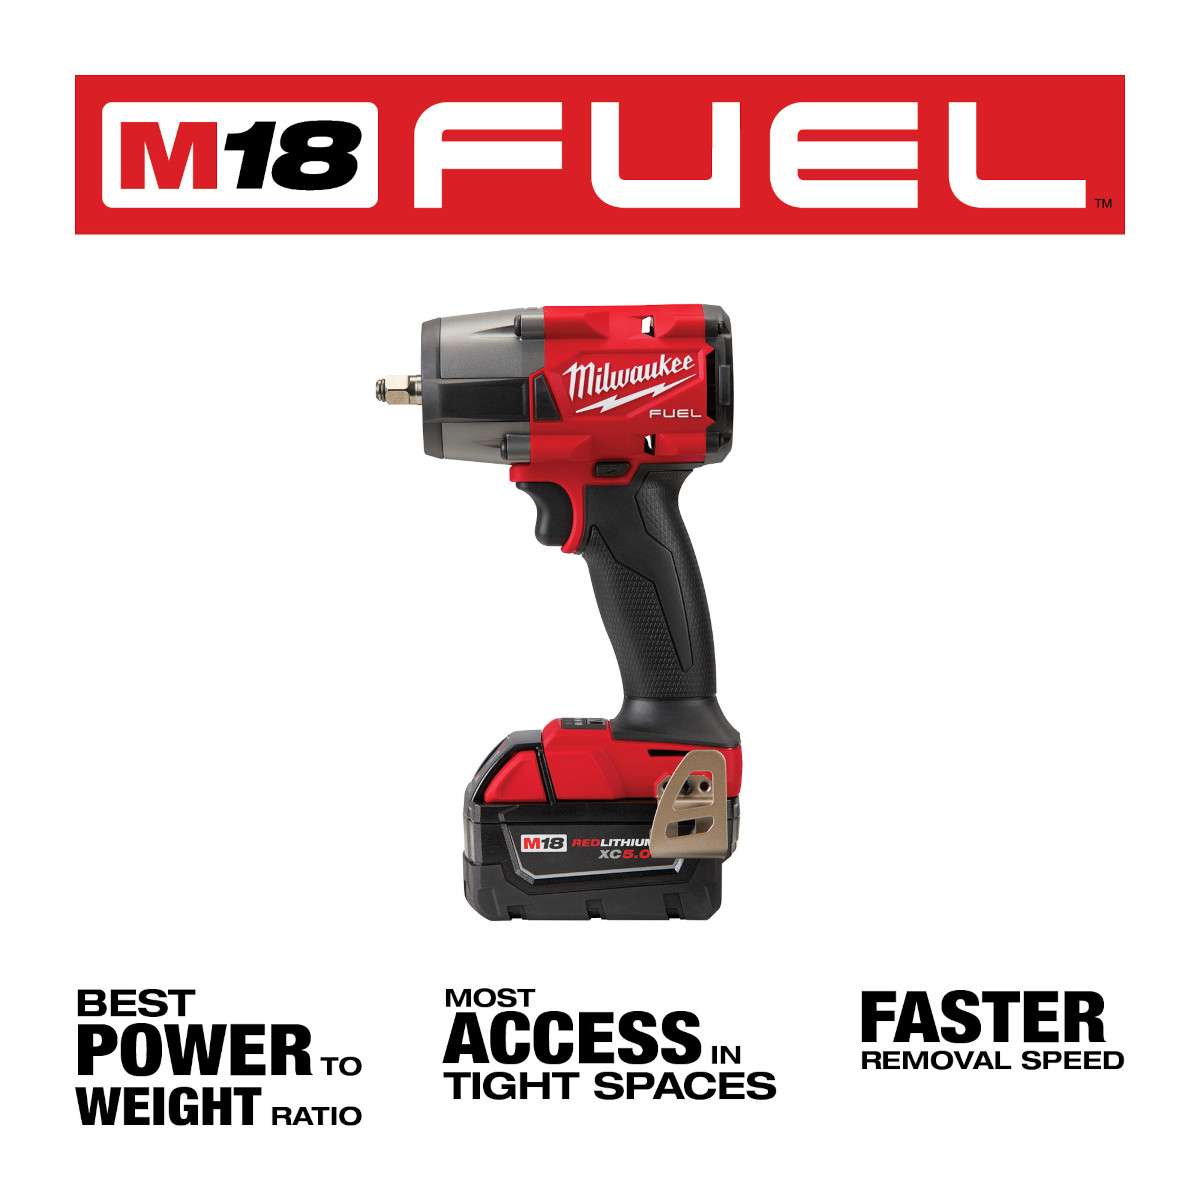 M18 FUEL™
Milwaukee
FUEL
M18 REDLITHIUM
XC5.0
BEST
POWER TO
WEIGHT RATIO
MOST
ACCESS IN
TIGHT SPACES
FASTER
REMOVAL SPEED